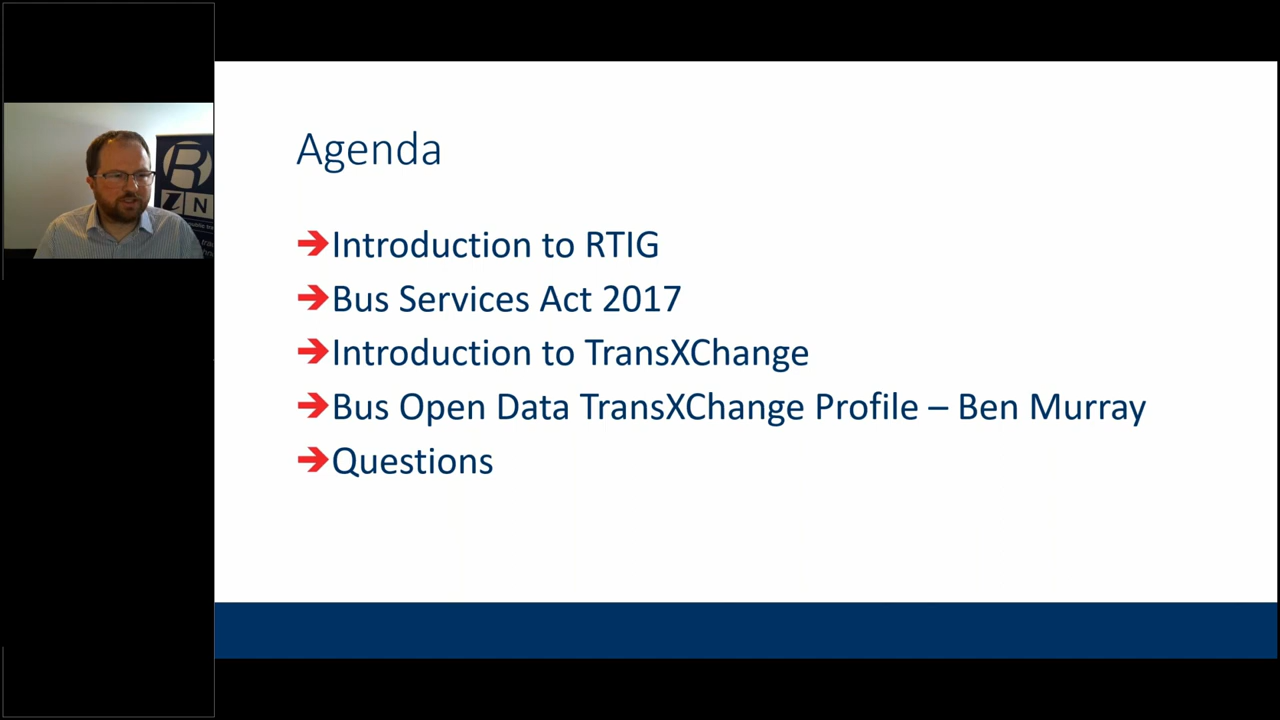 Agenda
Introduction to RTIG
Bus Services Act 2017
Introduction to TransXChange
Bus Open Data TransXChange Profile – Ben Murray
Questions
R
N